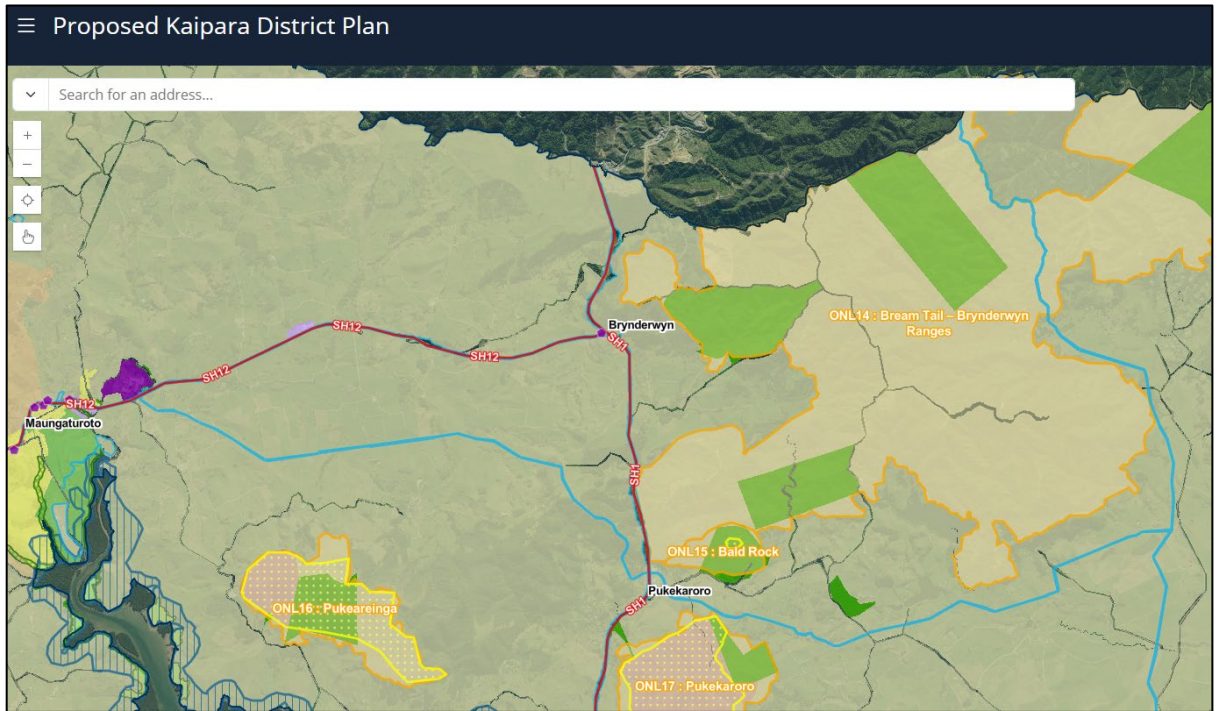 Proposed Kaipara District Plan
Search for an address...
ONL14 : Bream Tail – Brynderwyn
Ranges
Brynderwyn
SH12
SH1
SH12
SH12
SH12
Maungaturoto
SH1
ONL15 : Bald Rock
Pukekaroro
ONL16 : Pukeareinga
SH1
ONL17 : Pukekaroro